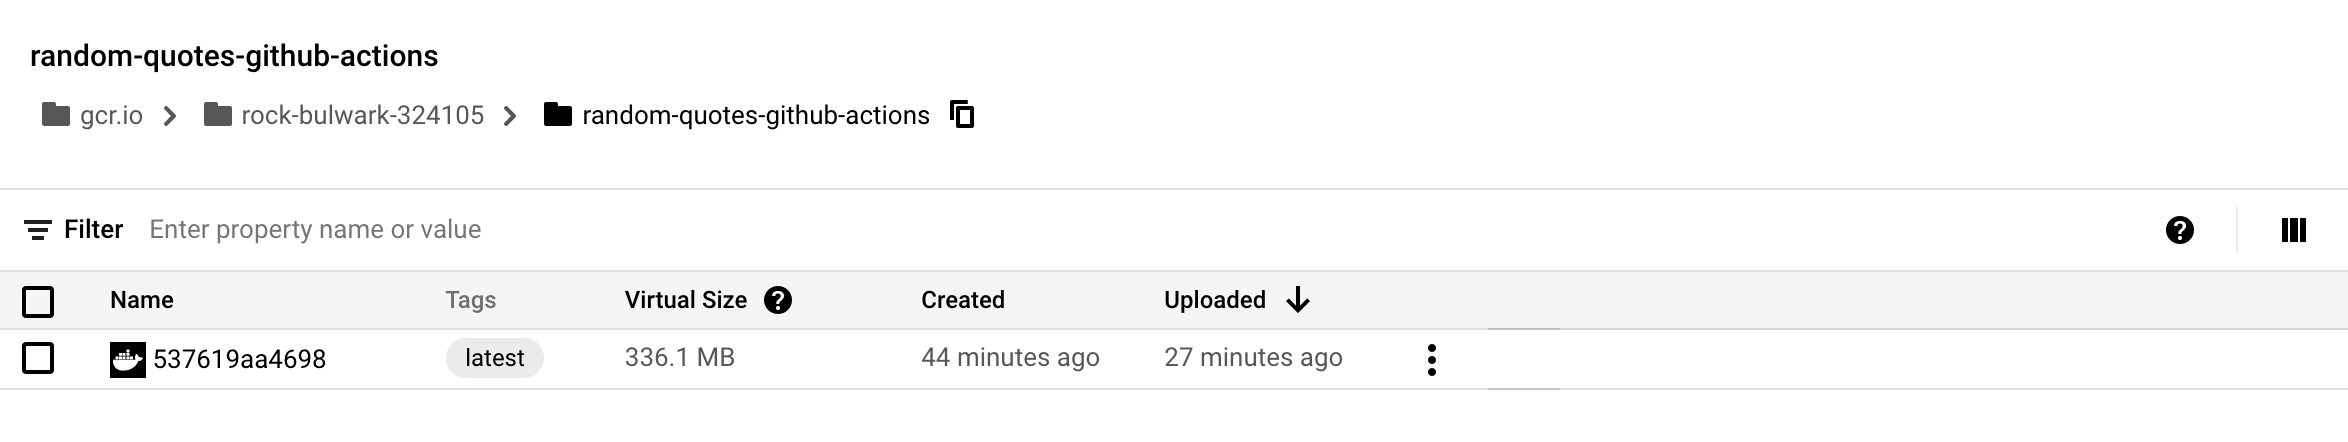 random-quotes-github-actions
gcr.io rock-bulwark-324105 random-quotes-github-actions
Filter Enter property name or value
Name Tags Virtual Size Created Uploaded
537619aa4698 latest 336.1 MB 44 minutes ago 27 minutes ago